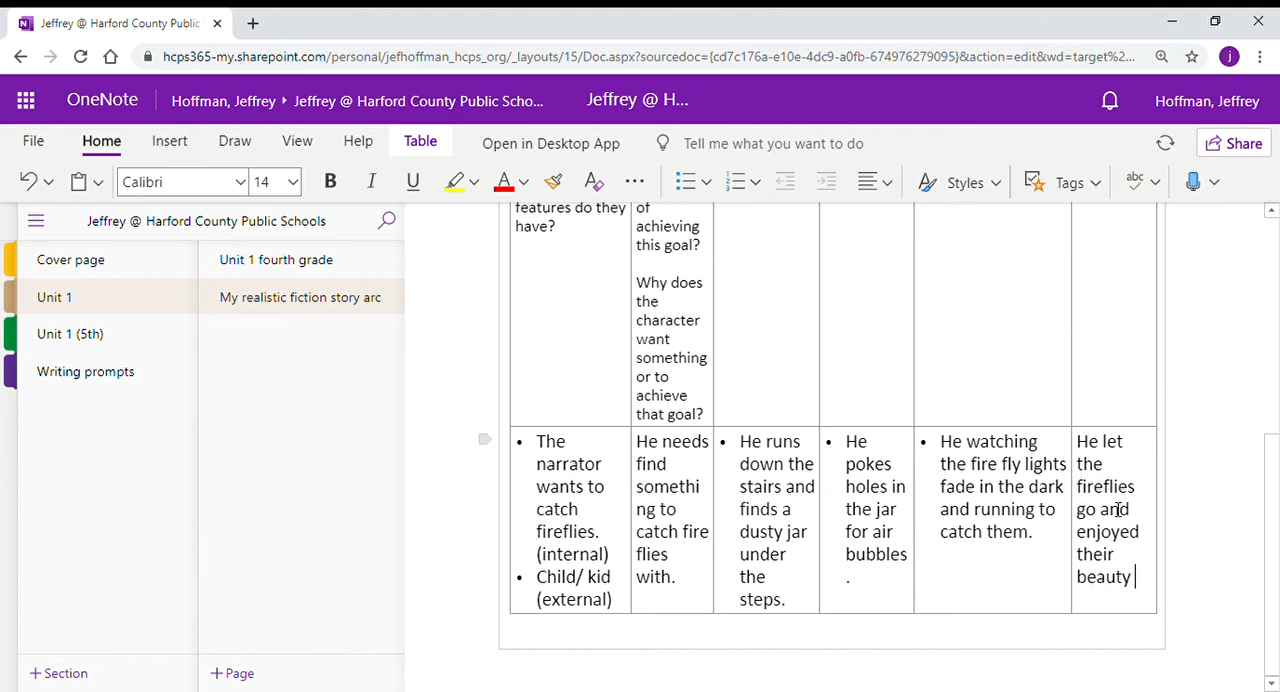 Jeffrey @ Harford County Public
hcps365-my.sharepoint.com/personal/jefhoffman_hcps_org/_layouts/15/Doc.aspx?sourcedoc={cd7c176a-e10e-4dc9-a0fb-674976279095}&action=edit&wd=target%2...
j
OneNote
Hoffman, Jeffrey
Jeffrey @ Harford County Public Scho...
Jeffrey @ H...
Hoffman, Jeffrey
File
Home
Insert
Draw
View
Help
Table
Open in Desktop App
Tell me what you want to do
Share
Calibri
14
B
I
U
A
A
...
Styles
Tags
abc
Jeffrey @ Harford County Public Schools
Cover page
Unit 1
Unit 1 (5th)
Writing prompts
+ Section
Unit 1 fourth grade
My realistic fiction story arc
+ Page
features do they
have?
of
achieving
this goal?
Why does
the
character
want
something
or to
achieve
that goal?
• The
narrator
wants to
catch
fireflies.
(internal)
• Child/ kid
(external)
He needs
find
somethi
ng to
catch fire
flies
with.
• He runs
down the
stairs and
finds a
dusty jar
under
the
steps.
• He
pokes
holes in
the jar
for air
bubbles
.
• He watching
the fire fly lights
fade in the dark
and running to
catch them.
He let
the
fireflies
go and
enjoyed
their
beauty